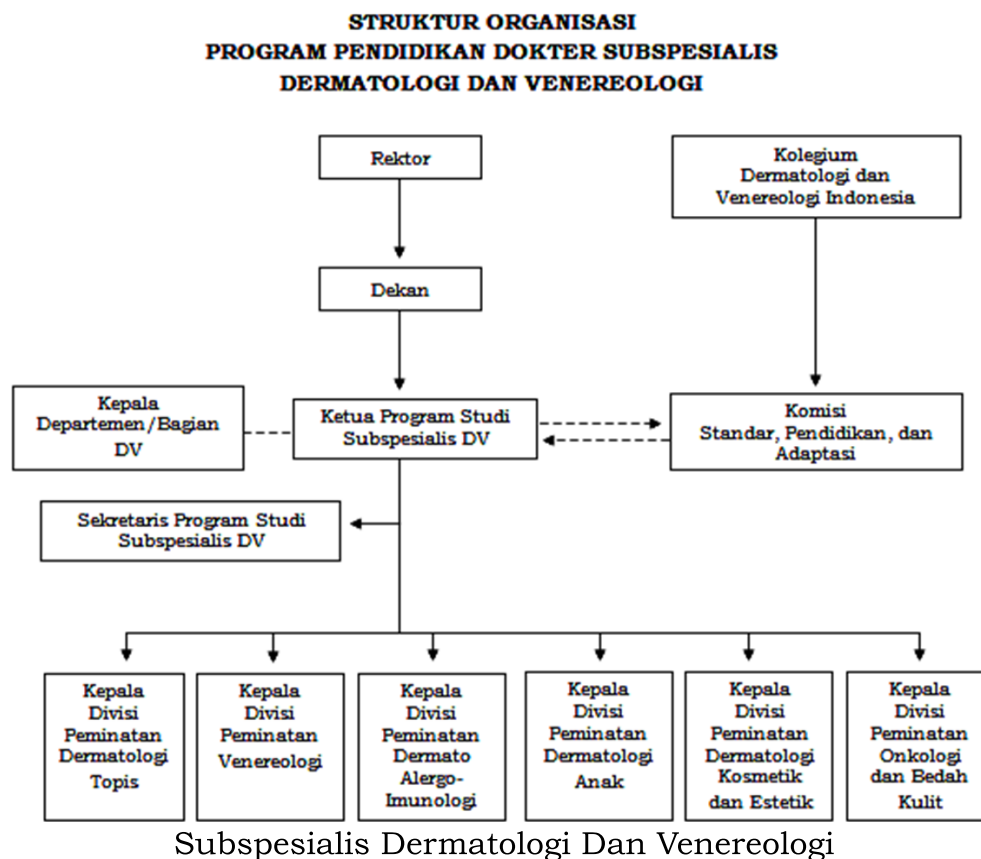 STRUKTUR ORGANISASI
PROGRAM PENDIDIKAN DOKTER SUBSPESIALIS
DERMATOLOGI DAN VENEREOLOGI
Rektor
Kolegium
Dermatologi dan
Venereologi Indonesia
Dekan
Kepala
Departemen/Bagian
DV
Ketua Program Studi
Subspesialis DV
Komisi
Standar, Pendidikan, dan
Adaptasi
Sekretaris Program Studi
Subspesialis DV
Kepala
Divisi
Peminatan
Dermatologi
Topis
Kepala
Divisi
Peminatan
Venereologi
Kepala
Divisi
Peminatan
Dermato
Alergo-
Imunologi
Kepala
Divisi
Peminatan
Dermatologi
Anak
Kepala
Divisi
Peminatan
Dermatologi
Kosmetik
dan Estetik
Kepala
Divisi
Peminatan
Onkologi
dan Bedah
Kulit
Subspesialis Dermatologi Dan Venereologi